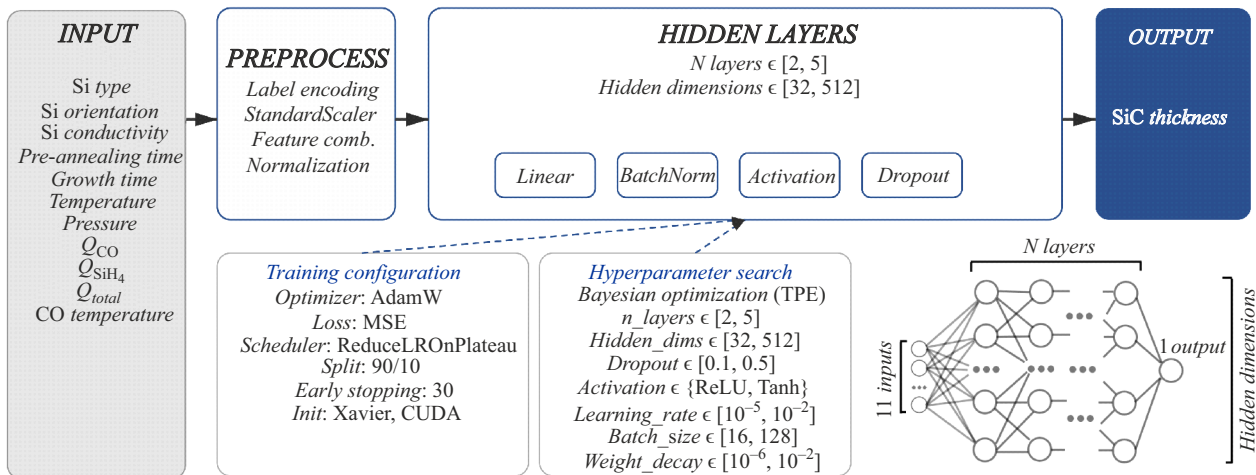 INPUT
Si type
Si orientation
Si conductivity
Pre-annealing time
Growth time
Temperature
Pressure
Q_CO
Q_SiH₄
Q_total
CO temperature
PREPROCESS
Label encoding
StandardScaler
Feature comb.
Normalization
HIDDEN LAYERS
N layers ϵ [2, 5]
Hidden dimensions ϵ [32, 512]
Linear
BatchNorm
Activation
Dropout
OUTPUT
SiC thickness
Training configuration
Optimizer: AdamW
Loss: MSE
Scheduler: ReduceLROnPlateau
Split: 90/10
Early stopping: 30
Init: Xavier, CUDA
Hyperparameter search
Bayesian optimization (TPE)
n_layers ϵ [2, 5]
Hidden_dims ϵ [32, 512]
Dropout ϵ [0.1, 0.5]
Activation ϵ {ReLU, Tanh}
Learning_rate ϵ [10⁻⁵, 10⁻²]
Batch_size ϵ [16, 128]
Weight_decay ϵ [10⁻⁶, 10⁻²]
N layers
11 inputs
1 output
Hidden dimensions